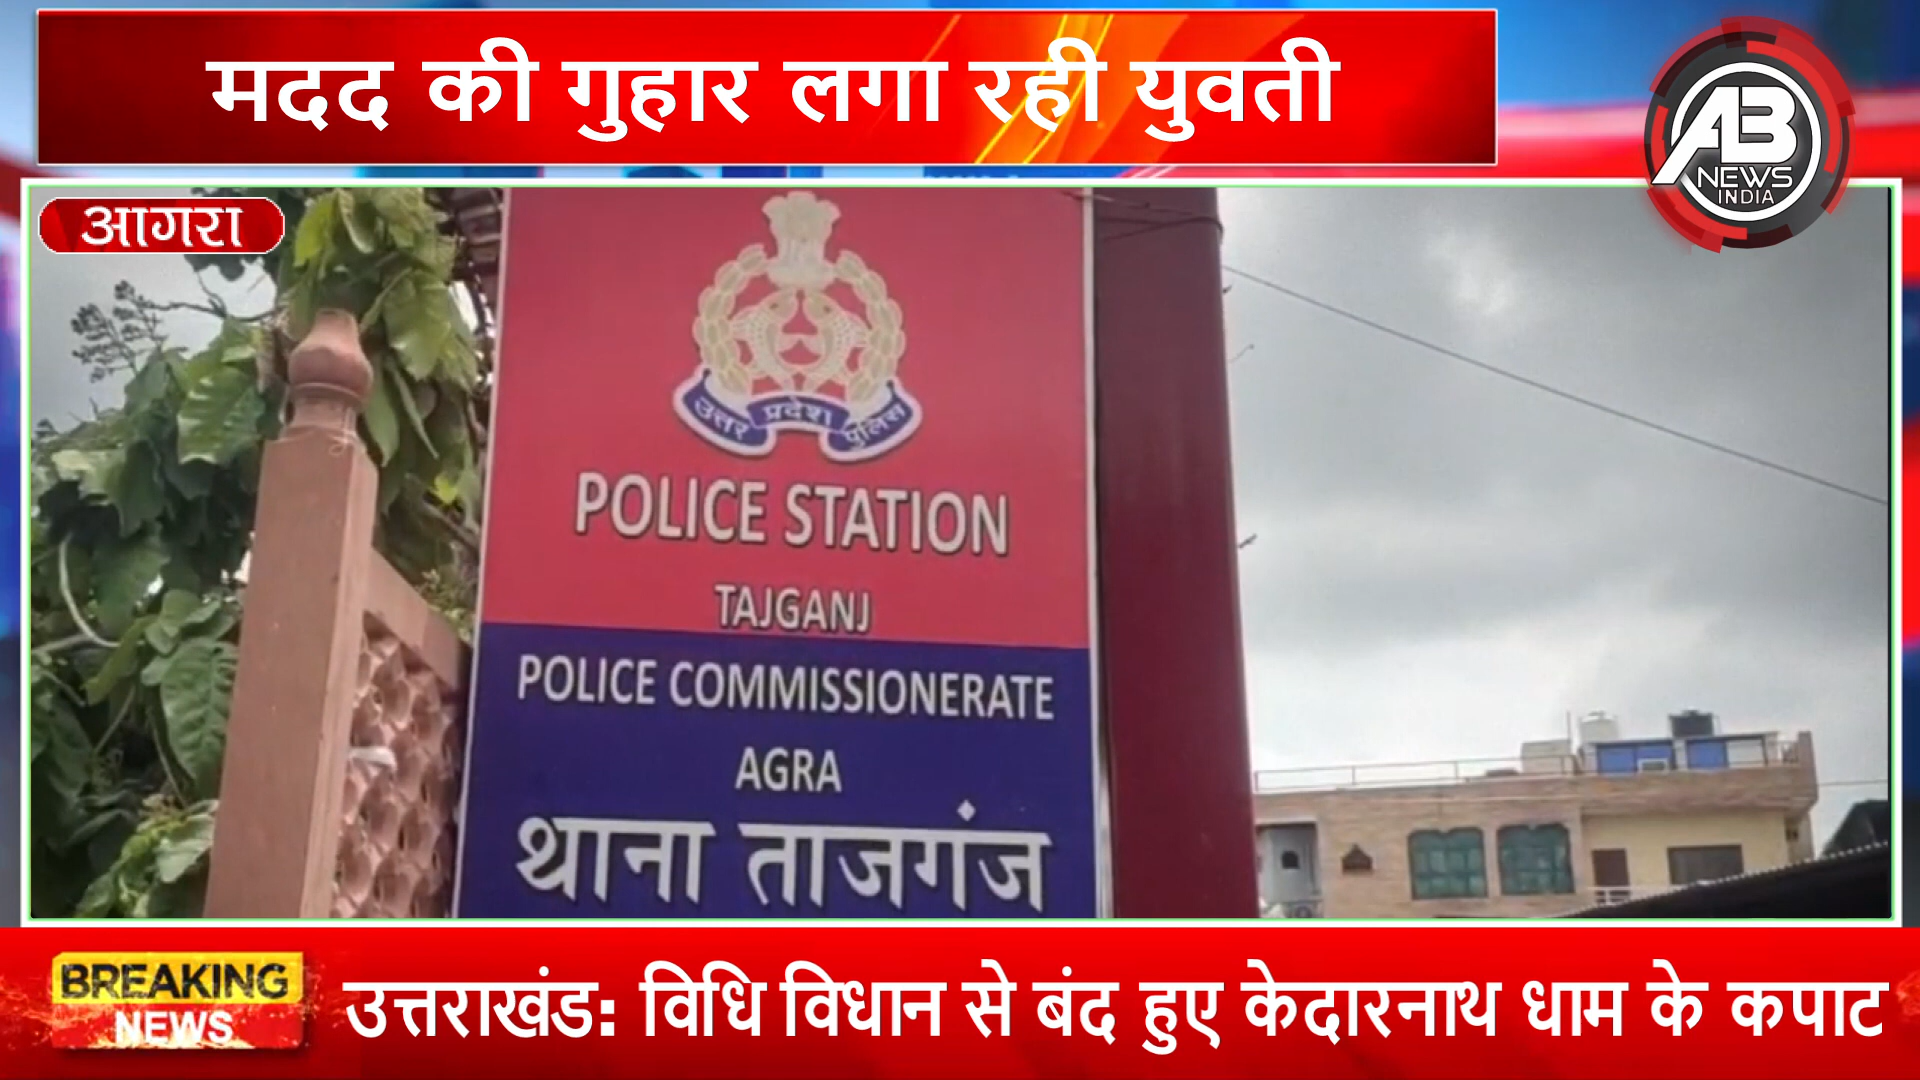 मदद की गुहार लगा रही युवती
AB
NEWS
INDIA
आगरा
उत्तर प्रदेश पुलिस
POLICE STATION
TAJGANJ
POLICE COMMISSIONERATE
AGRA
थाना ताजगंज
BREAKING
NEWS
उत्तराखंड: विधि विधान से बंद हुए केदारनाथ धाम के कपाट